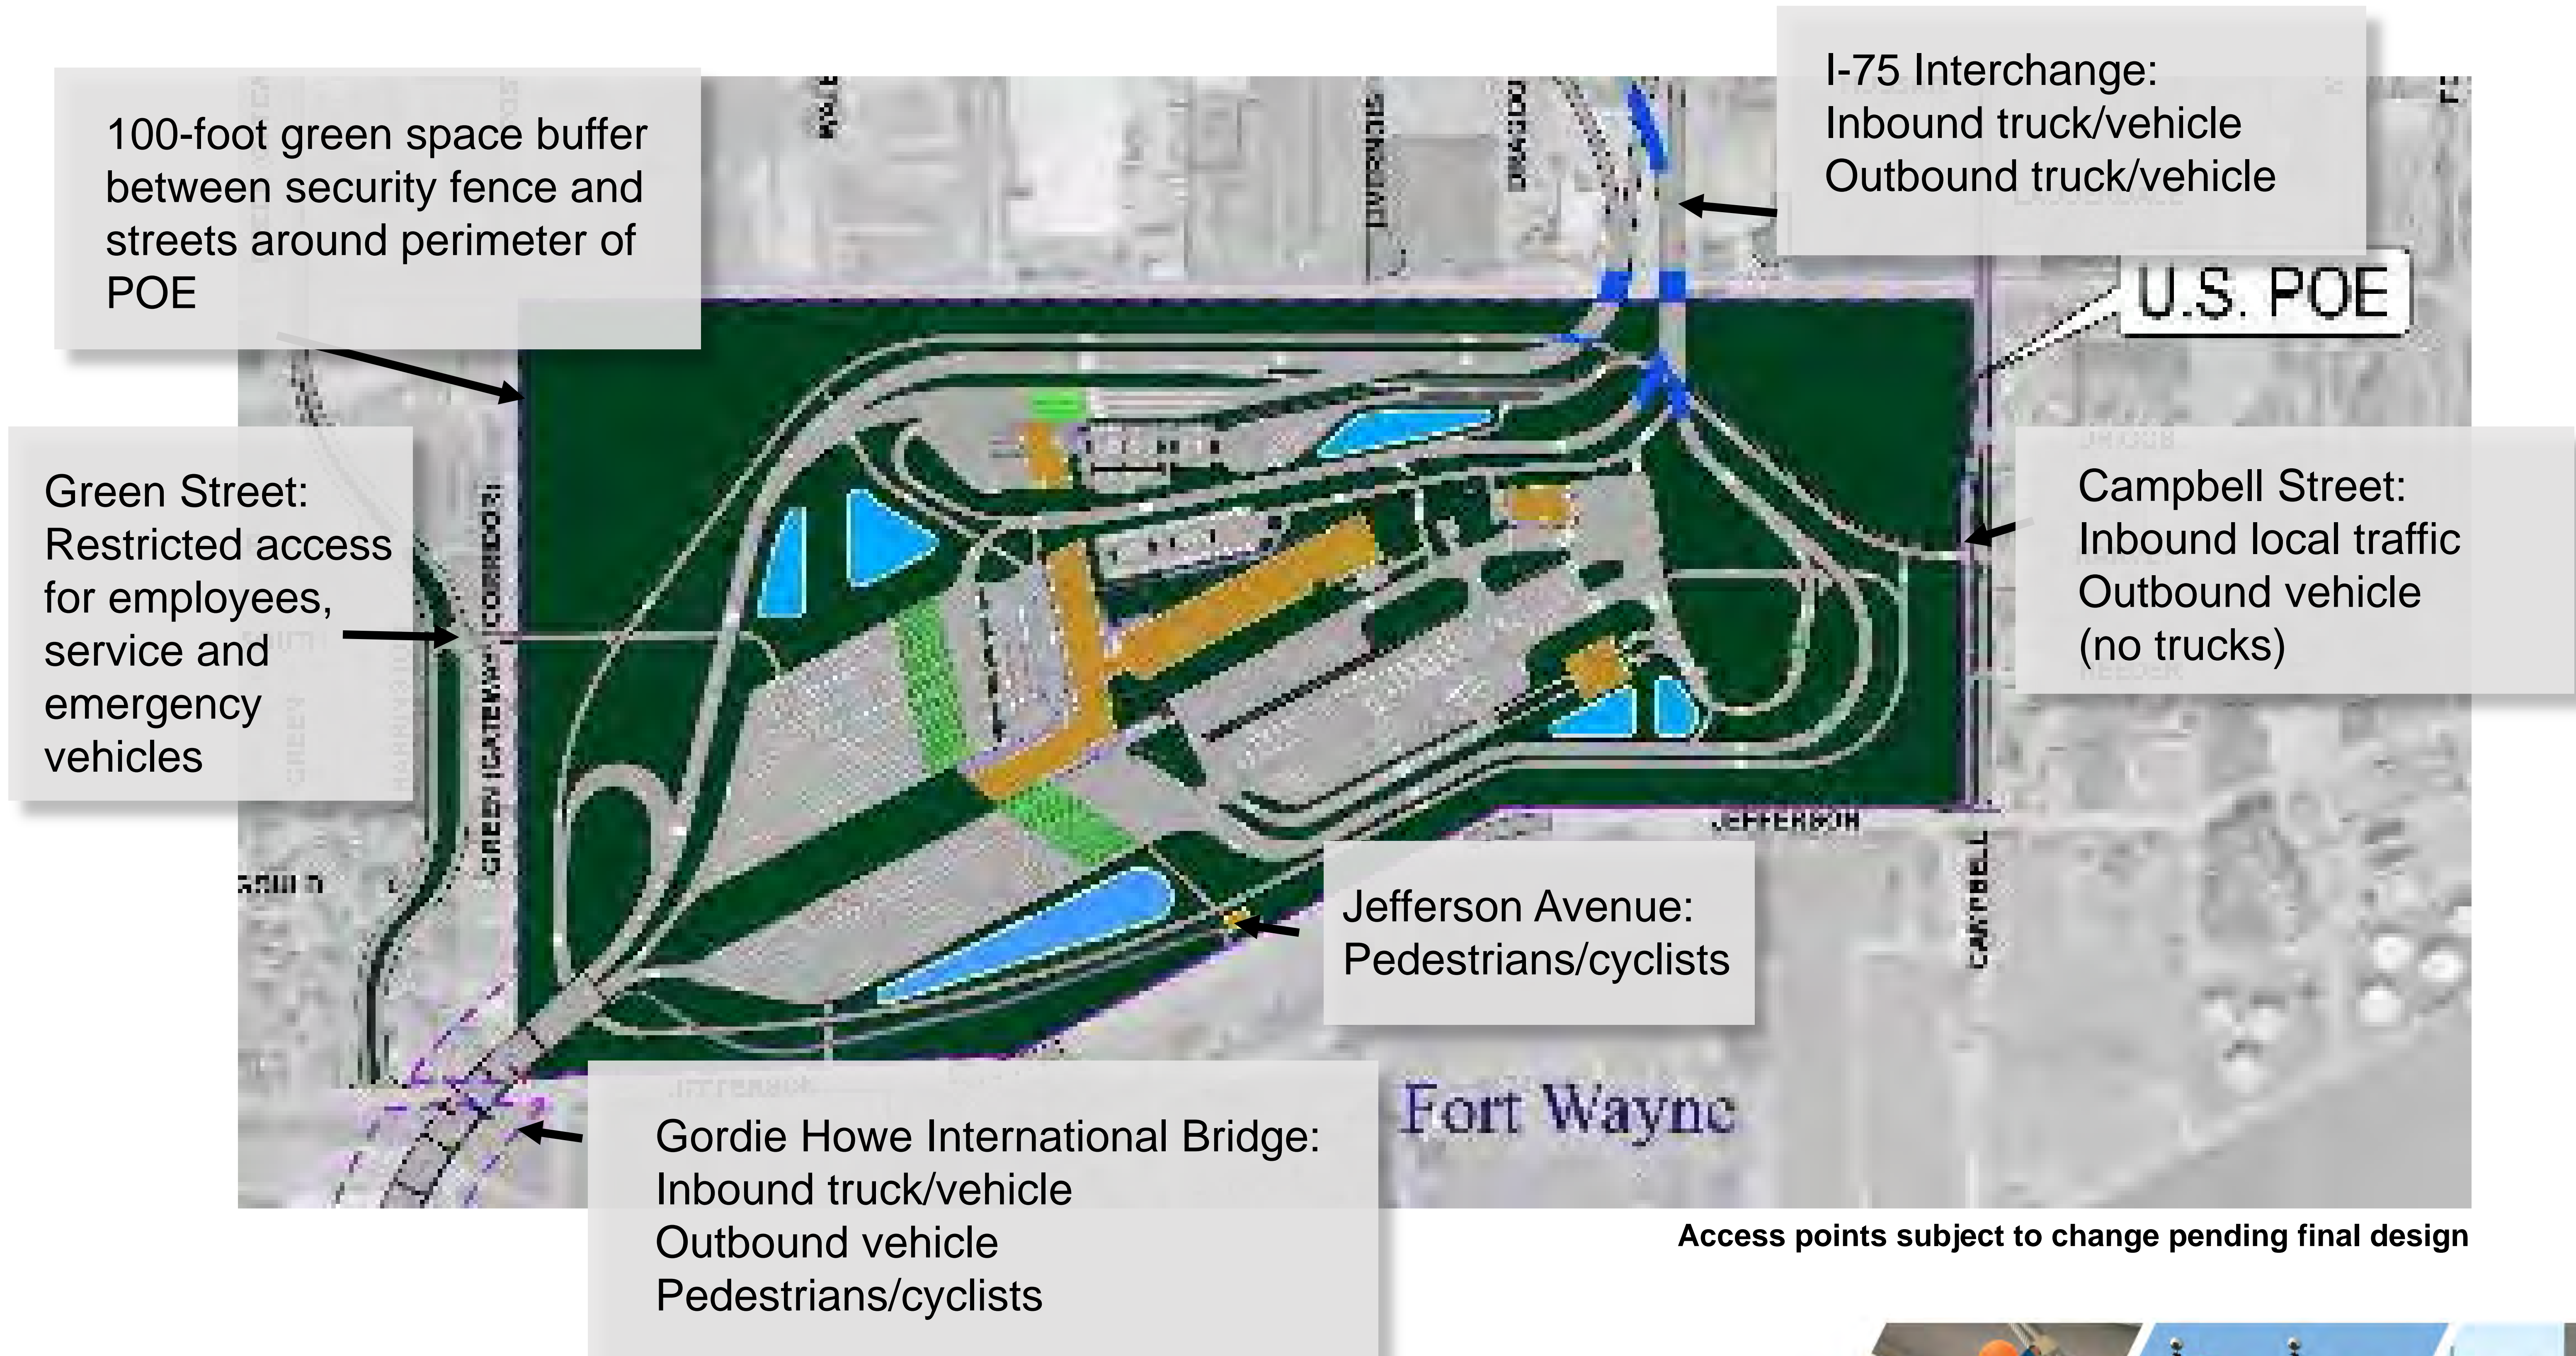 I-75 Interchange:
Inbound truck/vehicle
Outbound truck/vehicle
100-foot green space buffer
between security fence and
streets around perimeter of
POE
U.S. POE
Green Street:
Restricted access
for employees,
service and
emergency
vehicles
Campbell Street:
Inbound local traffic
Outbound vehicle
(no trucks)
GREEN (GATEWAY) CORRIDOR)
JEFFERSON
CAMPBELL
Jefferson Avenue:
Pedestrians/cyclists
Fort Wayne
Gordie Howe International Bridge:
Inbound truck/vehicle
Outbound vehicle
Pedestrians/cyclists
Access points subject to change pending final design